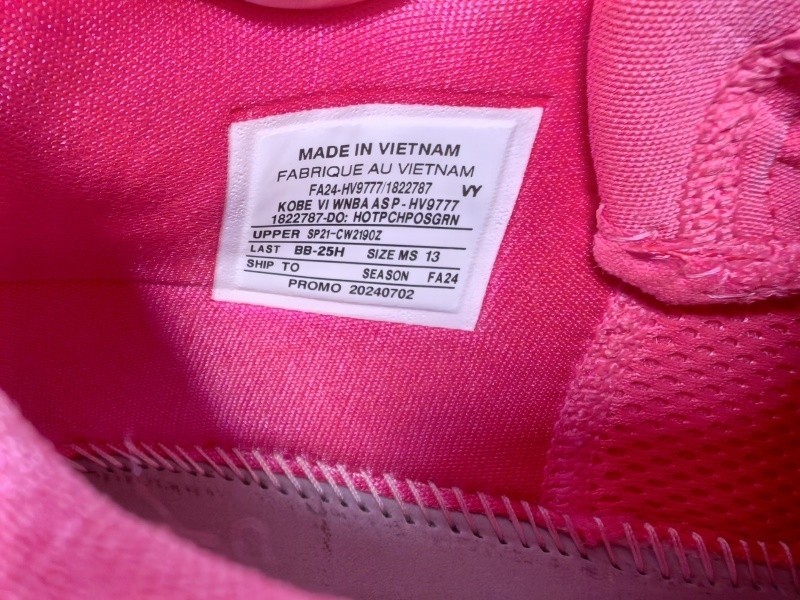 MADE IN VIETNAM
FABRIQUE AU VIETNAM
FA24-HV9777/1822787 VY
KOBE VI WNBA AS P - HV9777
1822787-DO: HOTPCHPOSGRN
UPPER SP21-CW2190Z
LAST BB-25H SIZE MS 13
SHIP TO SEASON FA24
PROMO 20240702